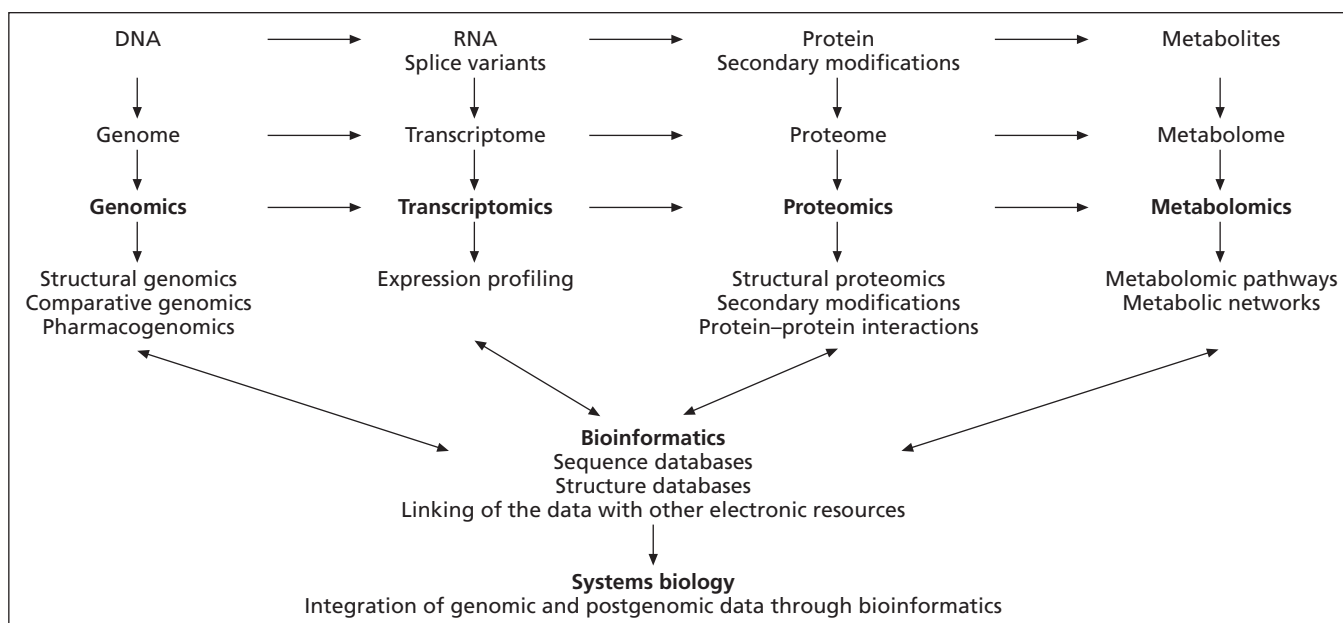 DNA RNA Protein Metabolites
Splice variants Secondary modifications
Genome Transcriptome Proteome Metabolome
Genomics Transcriptomics Proteomics Metabolomics
Structural genomics Expression profiling Structural proteomics Metabolomic pathways
Comparative genomics Secondary modifications Metabolic networks
Pharmacogenomics Protein–protein interactions
Bioinformatics
Sequence databases
Structure databases
Linking of the data with other electronic resources
Systems biology
Integration of genomic and postgenomic data through bioinformatics